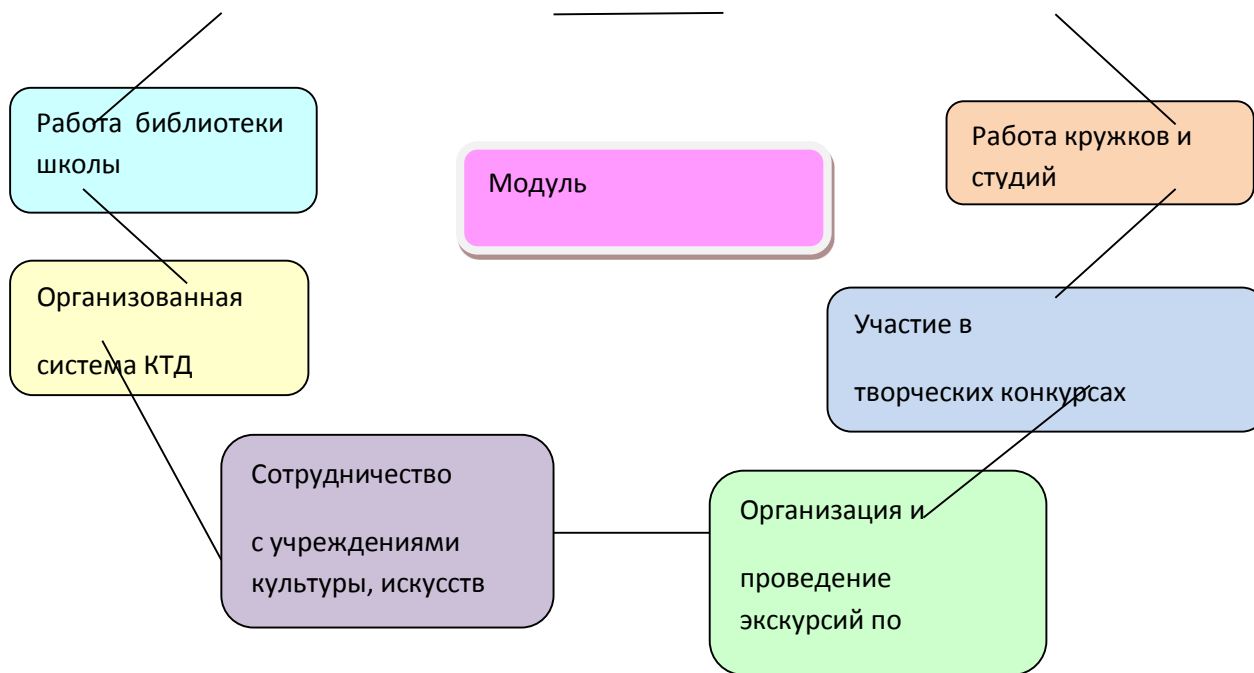 Работа библиотеки
школы
Модуль
Работа кружков и
студий
Организованная
система КТД
Участие в
творческих конкурсах
Сотрудничество
с учреждениями
культуры, искусств
Организация и
проведение
экскурсий по